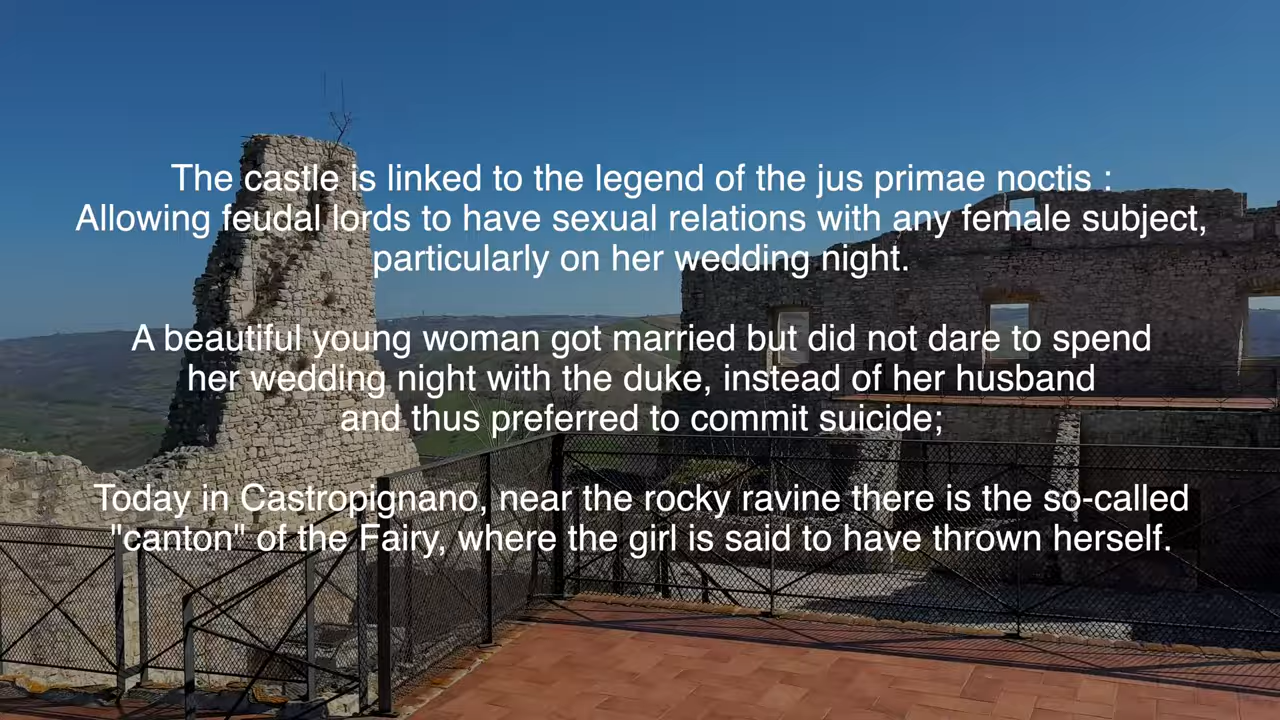 The castle is linked to the legend of the jus primae noctis :
Allowing feudal lords to have sexual relations with any female subject,
particularly on her wedding night.
A beautiful young woman got married but did not dare to spend
her wedding night with the duke, instead of her husband
and thus preferred to commit suicide;
Today in Castropignano, near the rocky ravine there is the so-called
"canton" of the Fairy, where the girl is said to have thrown herself.